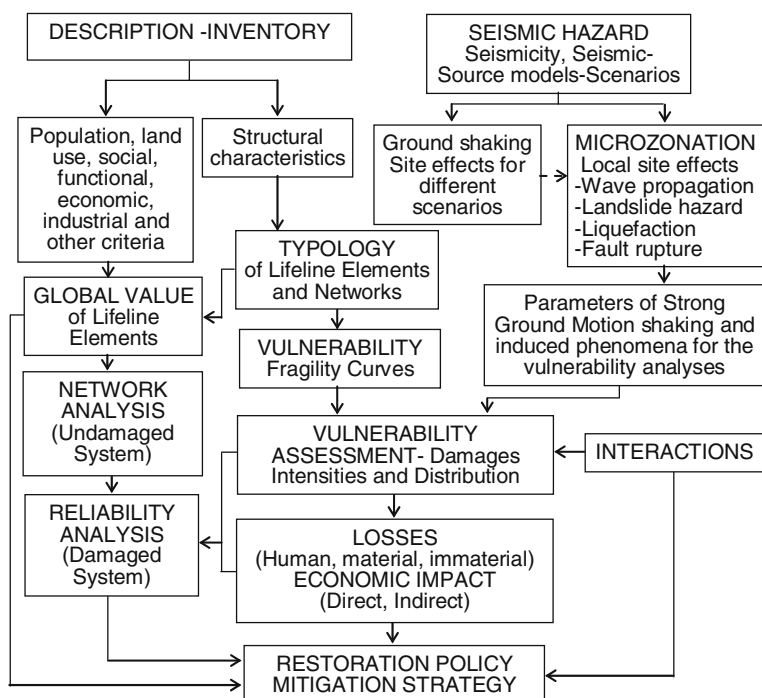 DESCRIPTION -INVENTORY
SEISMIC HAZARD
Seismicity, Seismic-
Source models-Scenarios
Population, land
use, social,
functional,
economic,
industrial and
other criteria
Structural
characteristics
Ground shaking
Site effects for
different
scenarios
MICROZONATION
Local site effects
-Wave propagation
-Landslide hazard
-Liquefaction
-Fault rupture
TYPOLOGY
of Lifeline Elements
and Networks
GLOBAL VALUE
of Lifeline
Elements
Parameters of Strong
Ground Motion shaking and
induced phenomena for the
vulnerability analyses
VULNERABILITY
Fragility Curves
NETWORK
ANALYSIS
(Undamaged
System)
VULNERABILITY
ASSESSMENT- Damages
Intensities and Distribution
INTERACTIONS
RELIABILITY
ANALYSIS
(Damaged
System)
LOSSES
(Human, material, immaterial)
ECONOMIC IMPACT
(Direct, Indirect)
RESTORATION POLICY
MITIGATION STRATEGY